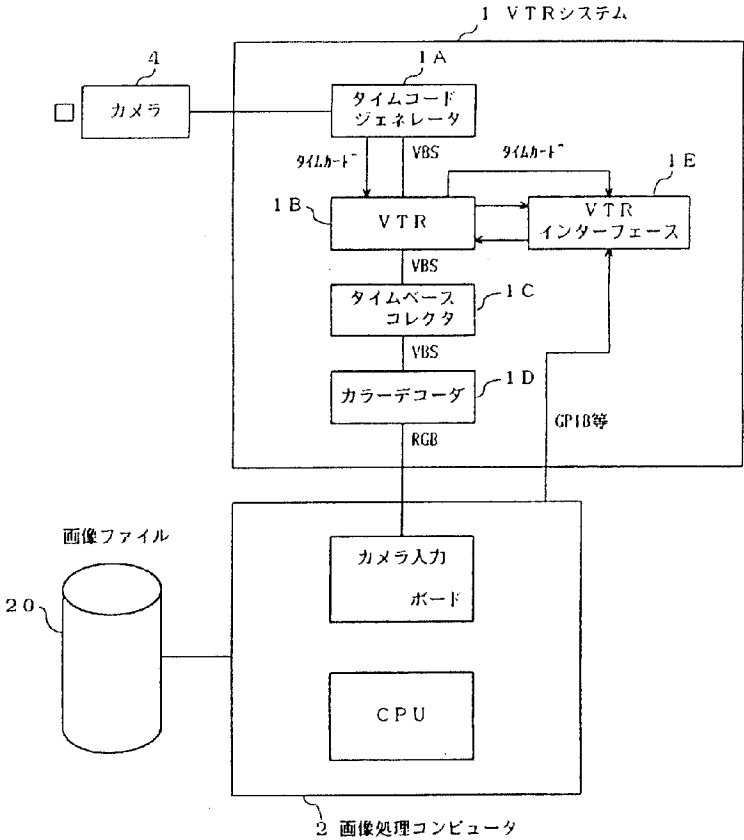 1 VTRシステム
4
カメラ
1A
タイムコード
ジェネレータ
タイムカード
VBS
タイムカード
1E
1B
VTR
VTR
インターフェース
VBS
タイムベース
コレクタ
1C
VBS
カラーデコーダ
1D
RGB
GPIB等
画像ファイル
20
カメラ入力
ボード
CPU
2 画像処理コンピュータ